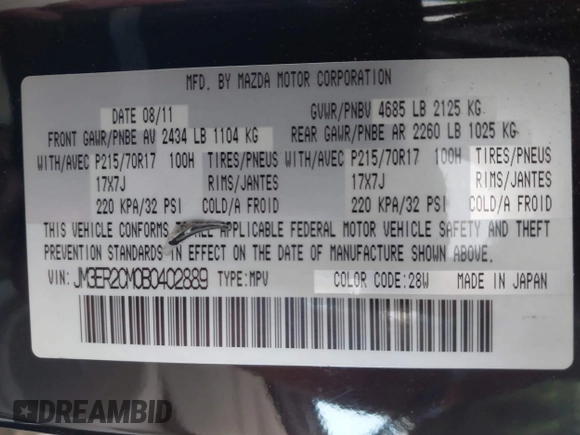 MFD. BY MAZDA MOTOR CORPORATION
DATE 08/11 GVWR/PNBV 4685 LB 2125 KG
FRONT GAWR/PNBE AV 2434 LB 1104 KG REAR GAWR/PNBE AR 2260 LB 1025 KG
WITH/AVEC P215/70R17 100H TIRES/PNEUS WITH/AVEC P215/70R17 100H TIRES/PNEUS
17X7J RIMS/JANTES 17X7J RIMS/JANTES
220 KPA/32 PSI COLD/A FROID 220 KPA/32 PSI COLD/A FROID
THIS VEHICLE CONFORMS APPLICABLE FEDERAL MOTOR VEHICLE SAFETY AND THEFT
PREVENTION STANDARDS IN EFFECT ON THE DATE OF MANUFACTURE SHOWN ABOVE.
VIN: JM3ER2CM0B0402889 TYPE:MPV COLOR CODE:28W MADE IN JAPAN
DREAMBID